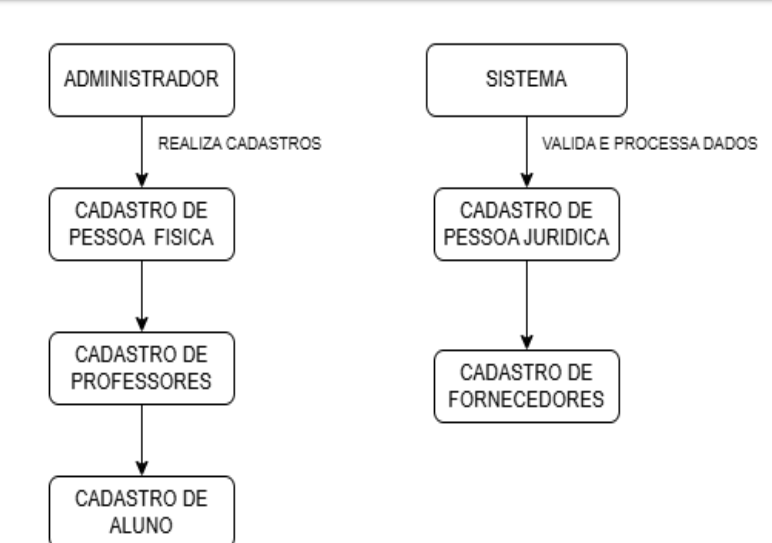 ADMINISTRADOR
SISTEMA
REALIZA CADASTROS
VALIDA E PROCESSA DADOS
CADASTRO DE
PESSOA FISICA
CADASTRO DE
PESSOA JURIDICA
CADASTRO DE
PROFESSORES
CADASTRO DE
FORNECEDORES
CADASTRO DE
ALUNO